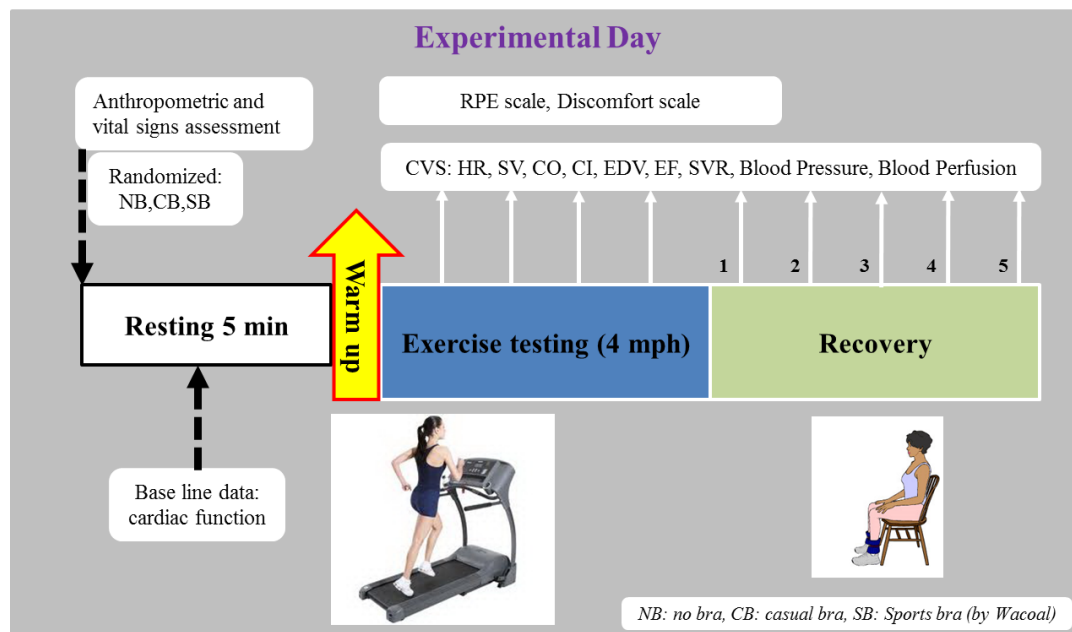 Experimental Day
Anthropometric and
vital signs assessment
RPE scale, Discomfort scale
CVS: HR, SV, CO, CI, EDV, EF, SVR, Blood Pressure, Blood Perfusion
Randomized:
NB,CB,SB
1 2 3 4 5
Resting 5 min
Warm up
Exercise testing (4 mph)
Recovery
Base line data:
cardiac function
NB: no bra, CB: casual bra, SB: Sports bra (by Wacoal)